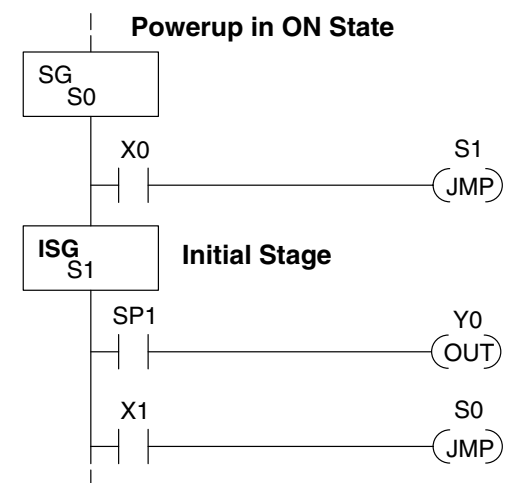 Powerup in ON State
SG
S0
X0
S1
JMP
ISG
S1
Initial Stage
SP1
Y0
OUT
X1
S0
JMP